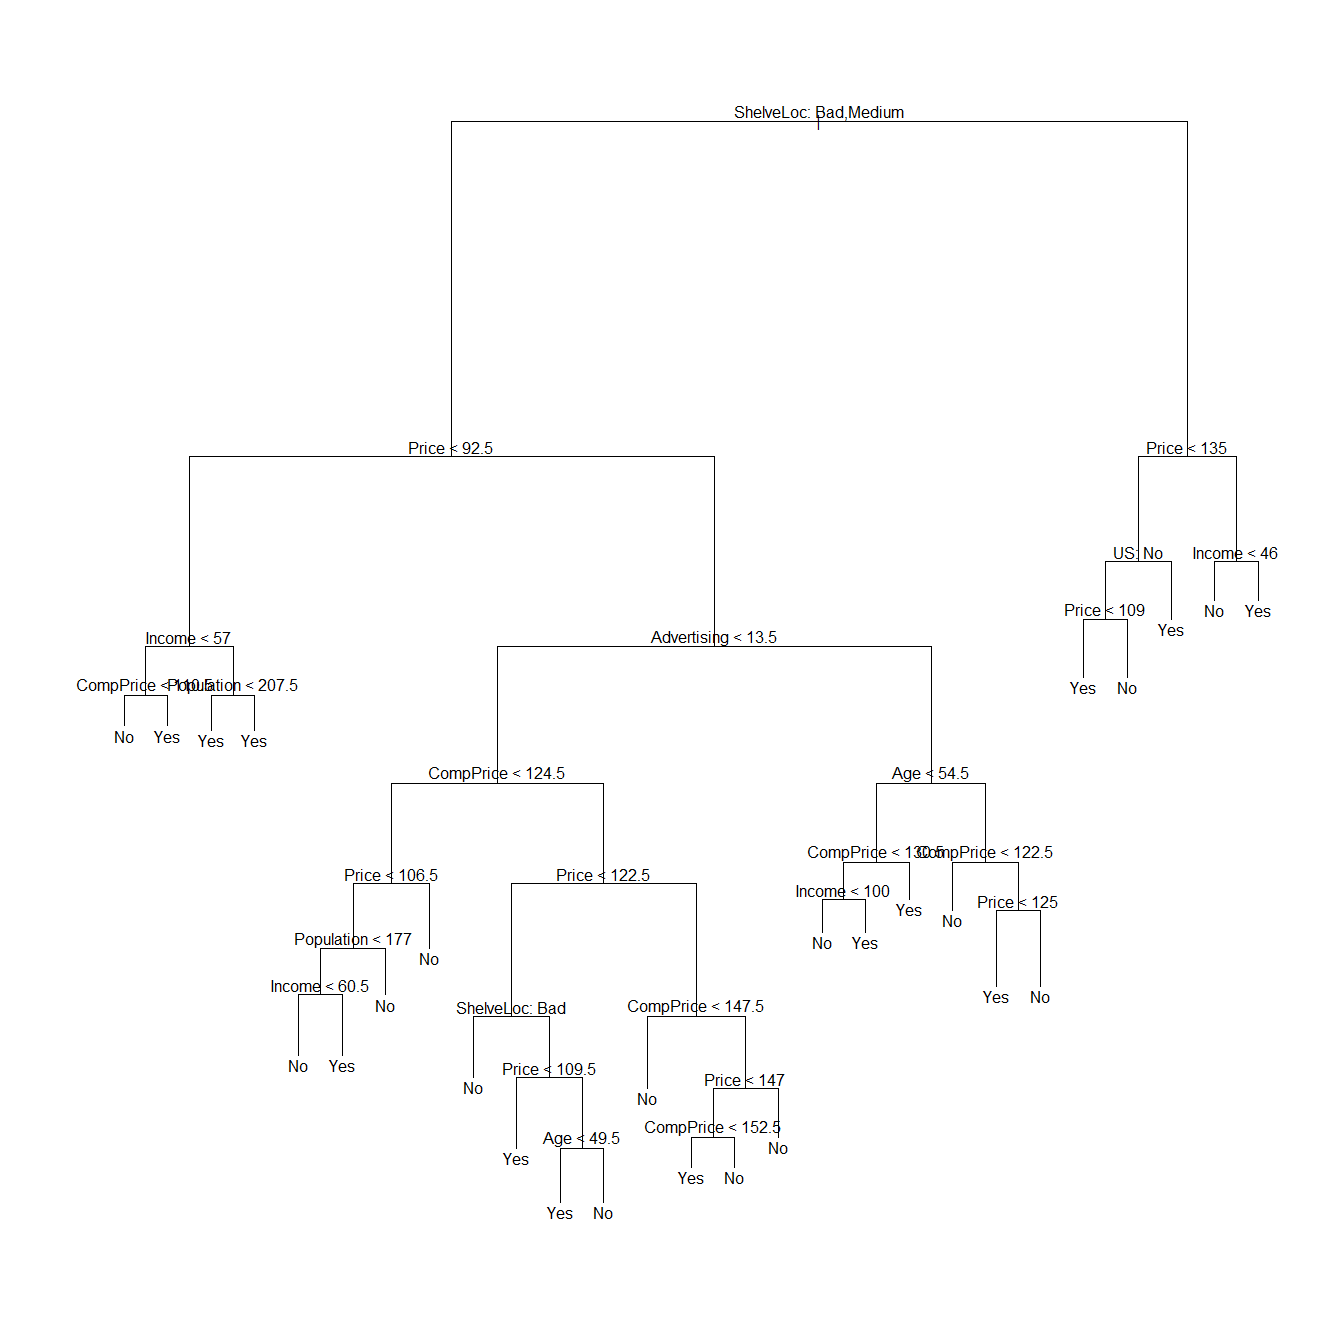 ShelveLoc: Bad,Medium
Price < 92.5
Price < 135
US: No
Income < 46
Price < 109
No
Yes
Yes
Income < 57
Advertising < 13.5
CompPrice < 110.5
Population < 207.5
Yes
No
No
Yes
Yes
Yes
CompPrice < 124.5
Age < 54.5
CompPrice < 130.5
CompPrice < 122.5
Price < 106.5
Price < 122.5
Income < 100
Price < 125
Yes
No
Population < 177
No
Yes
No
Income < 60.5
No
Yes
No
ShelveLoc: Bad
CompPrice < 147.5
No
Yes
Price < 109.5
Price < 147
No
No
CompPrice < 152.5
Age < 49.5
No
Yes
Yes
No
Yes
No